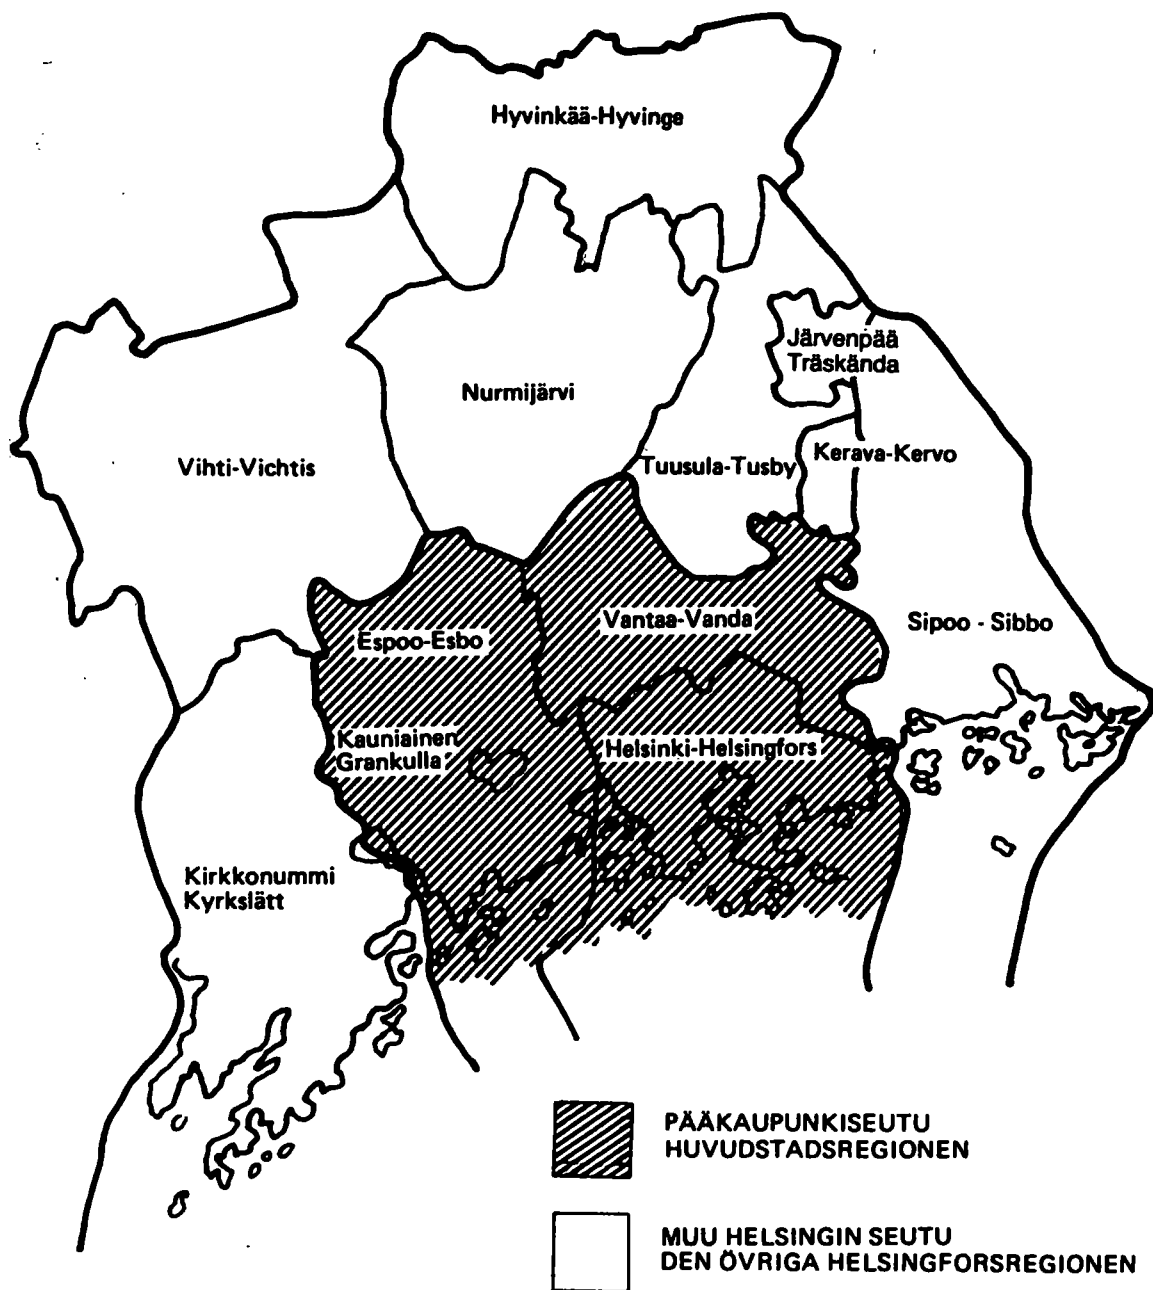 Hyvinkää-Hyvinge
Järvenpää
Träskända
Nurmijärvi
Vihti-Vichtis
Tuusula-Tusby
Kerava-Kervo
Espoo-Esbo
Vantaa-Vanda
Sipoo - Sibbo
Kauniainen
Grankulla
Helsinki-Helsingfors
Kirkkonummi
Kyrkslätt
PÄÄKAUPUNKISEUTU
HUVUDSTADSREGIONEN
MUU HELSINGIN SEUTU
DEN ÖVRIGA HELSINGFORSREGIONEN